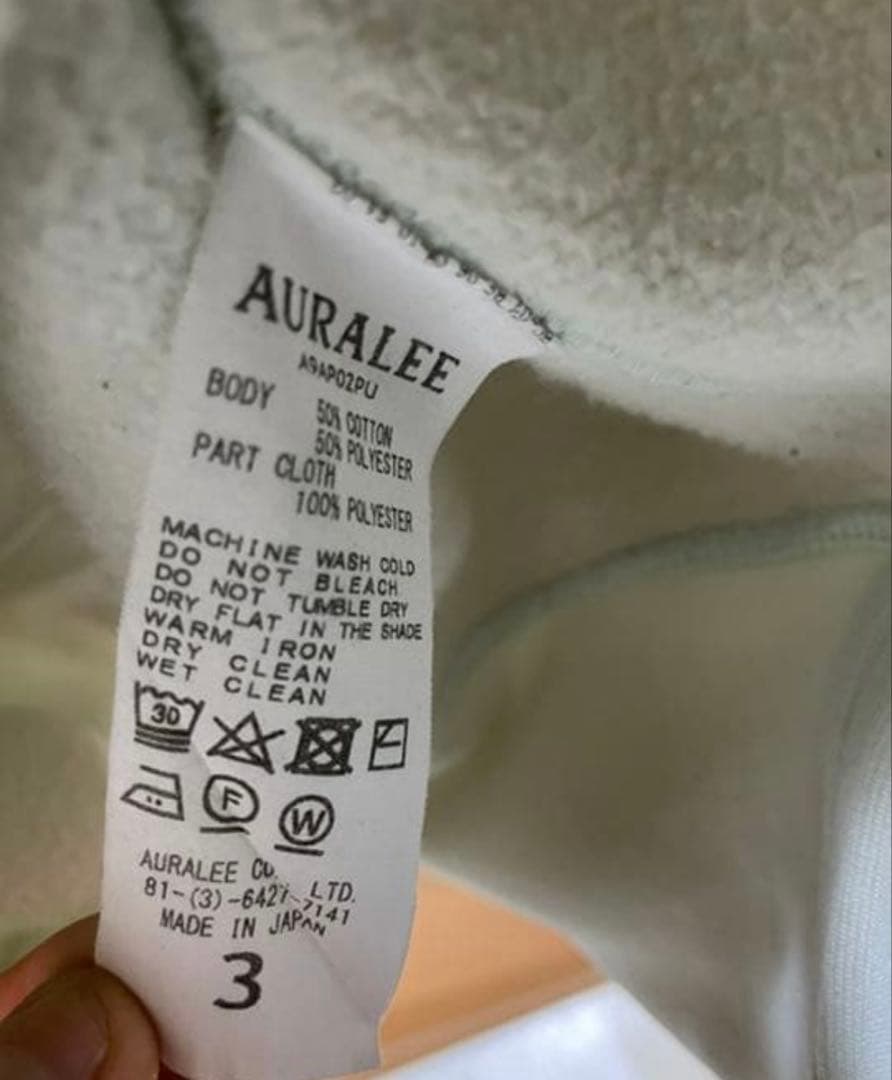 AURALEE
A9AP02PU
BODY 50% COTTON
50% POLYESTER
PART CLOTH
100% POLYESTER
MACHINE WASH COLD
DO NOT BLEACH
DO NOT TUMBLE DRY
DRY FLAT IN THE SHADE
WARM IRON
DRY CLEAN
WET CLEAN
30
F
W
AURALEE CO. LTD.
81-(3)-6427-7141
MADE IN JAPAN
3